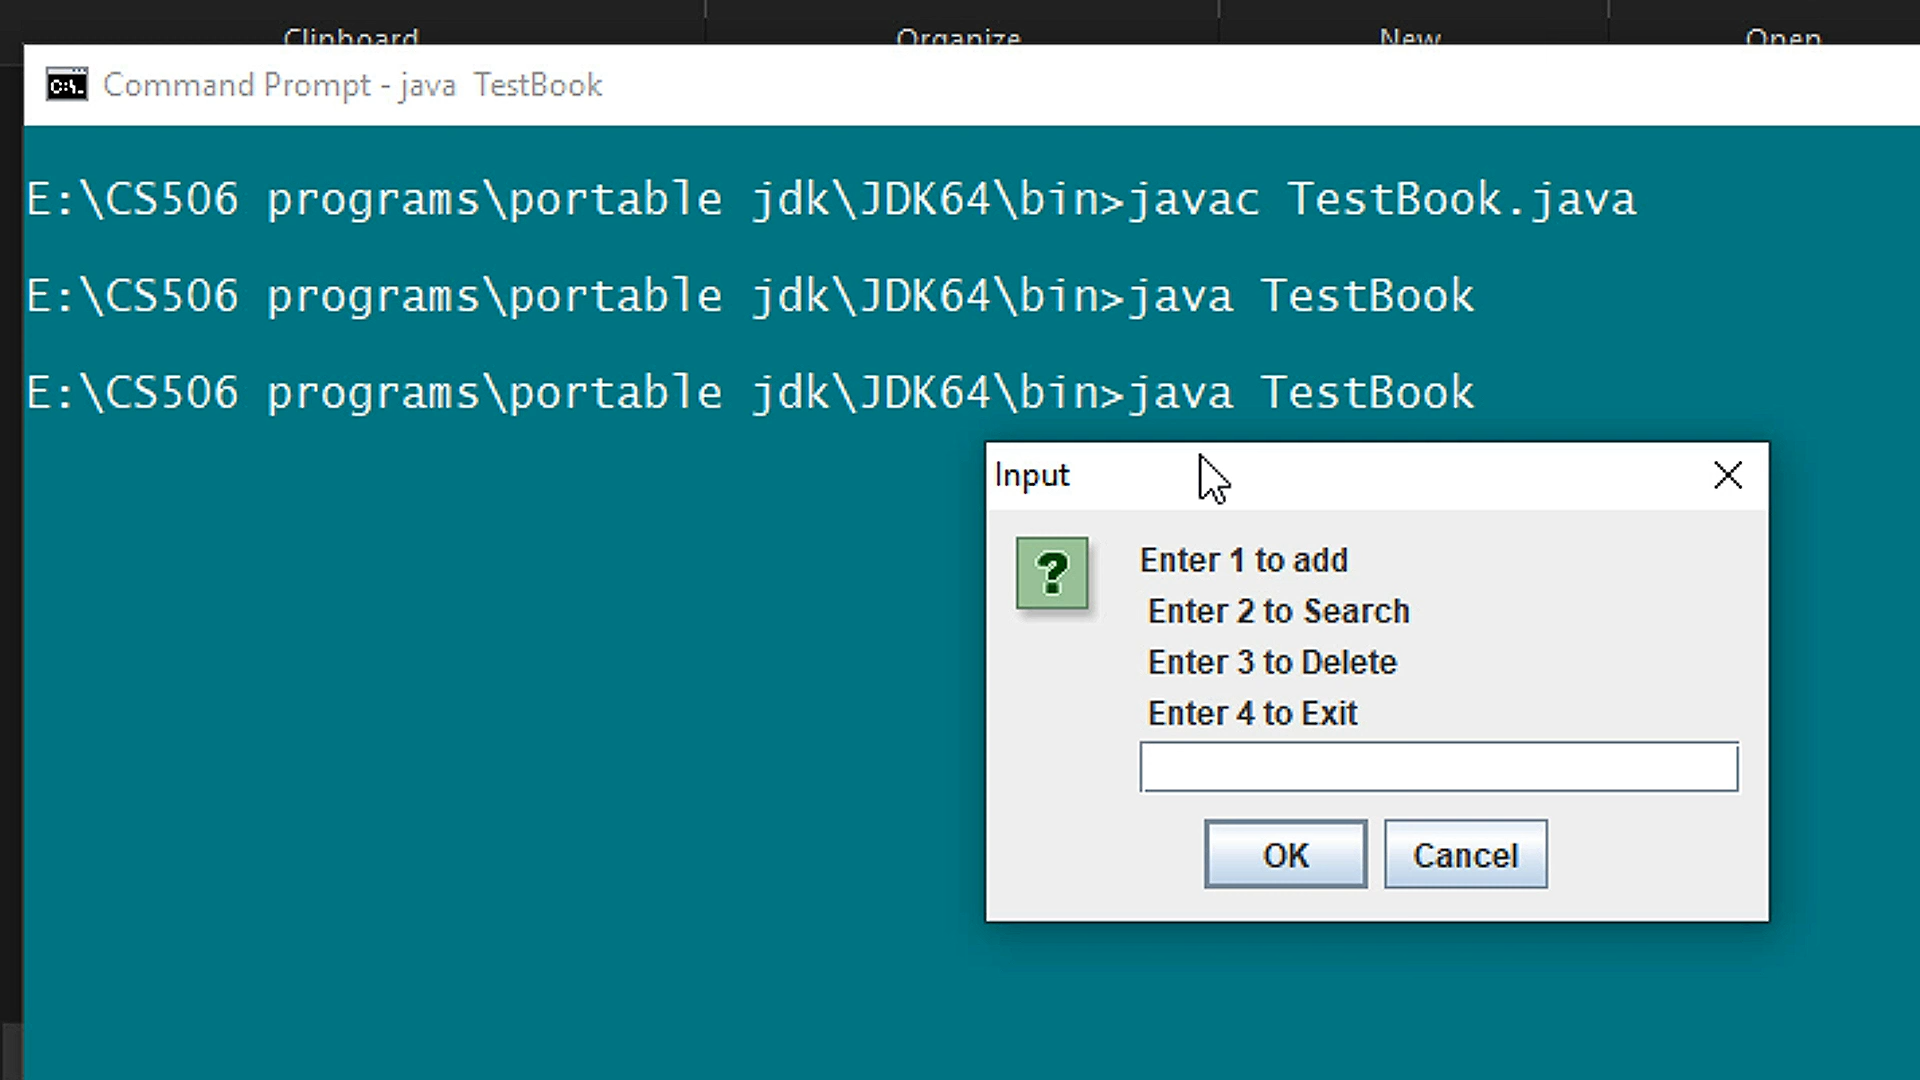 Clipboard Organize New Open
Command Prompt - java  TestBook
E:\CS506 programs\portable jdk\JDK64\bin>javac TestBook.java
E:\CS506 programs\portable jdk\JDK64\bin>java TestBook
E:\CS506 programs\portable jdk\JDK64\bin>java TestBook
Input
Enter 1 to add
Enter 2 to Search
Enter 3 to Delete
Enter 4 to Exit
OK Cancel